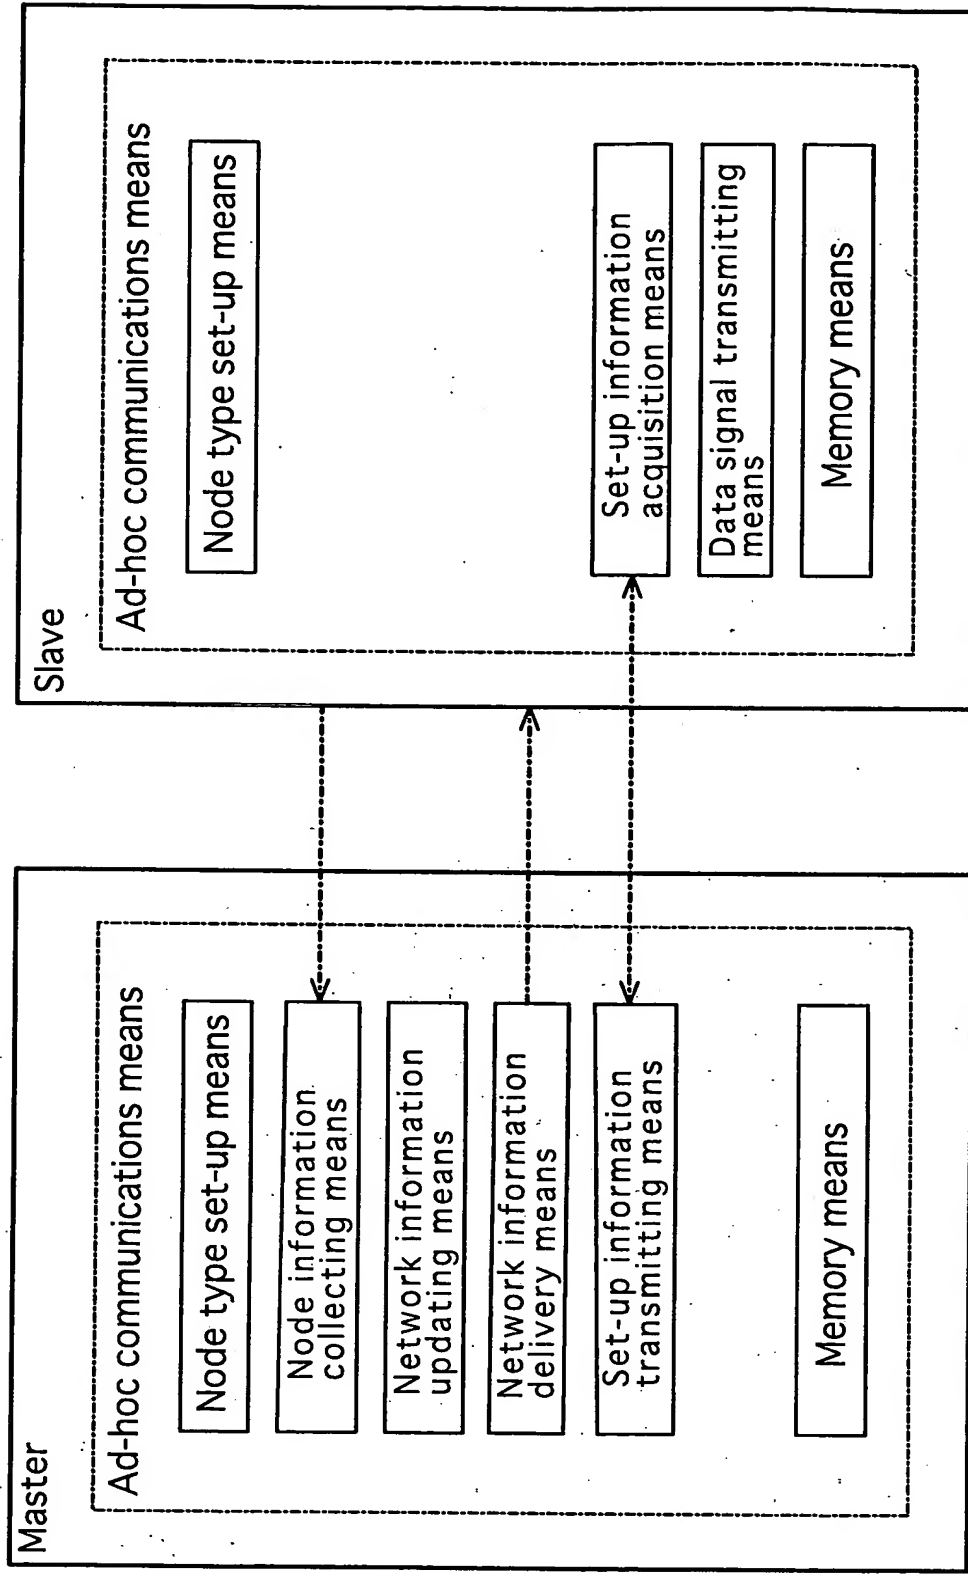 Master
Ad-hoc communications means
Node type set-up means
Node information
collecting means
Network information
updating means
Network information
delivery means
Set-up information
transmitting means
Memory means
Slave
Ad-hoc communications means
Node type set-up means
Set-up information
acquisition means
Data signal transmitting
means
Memory means